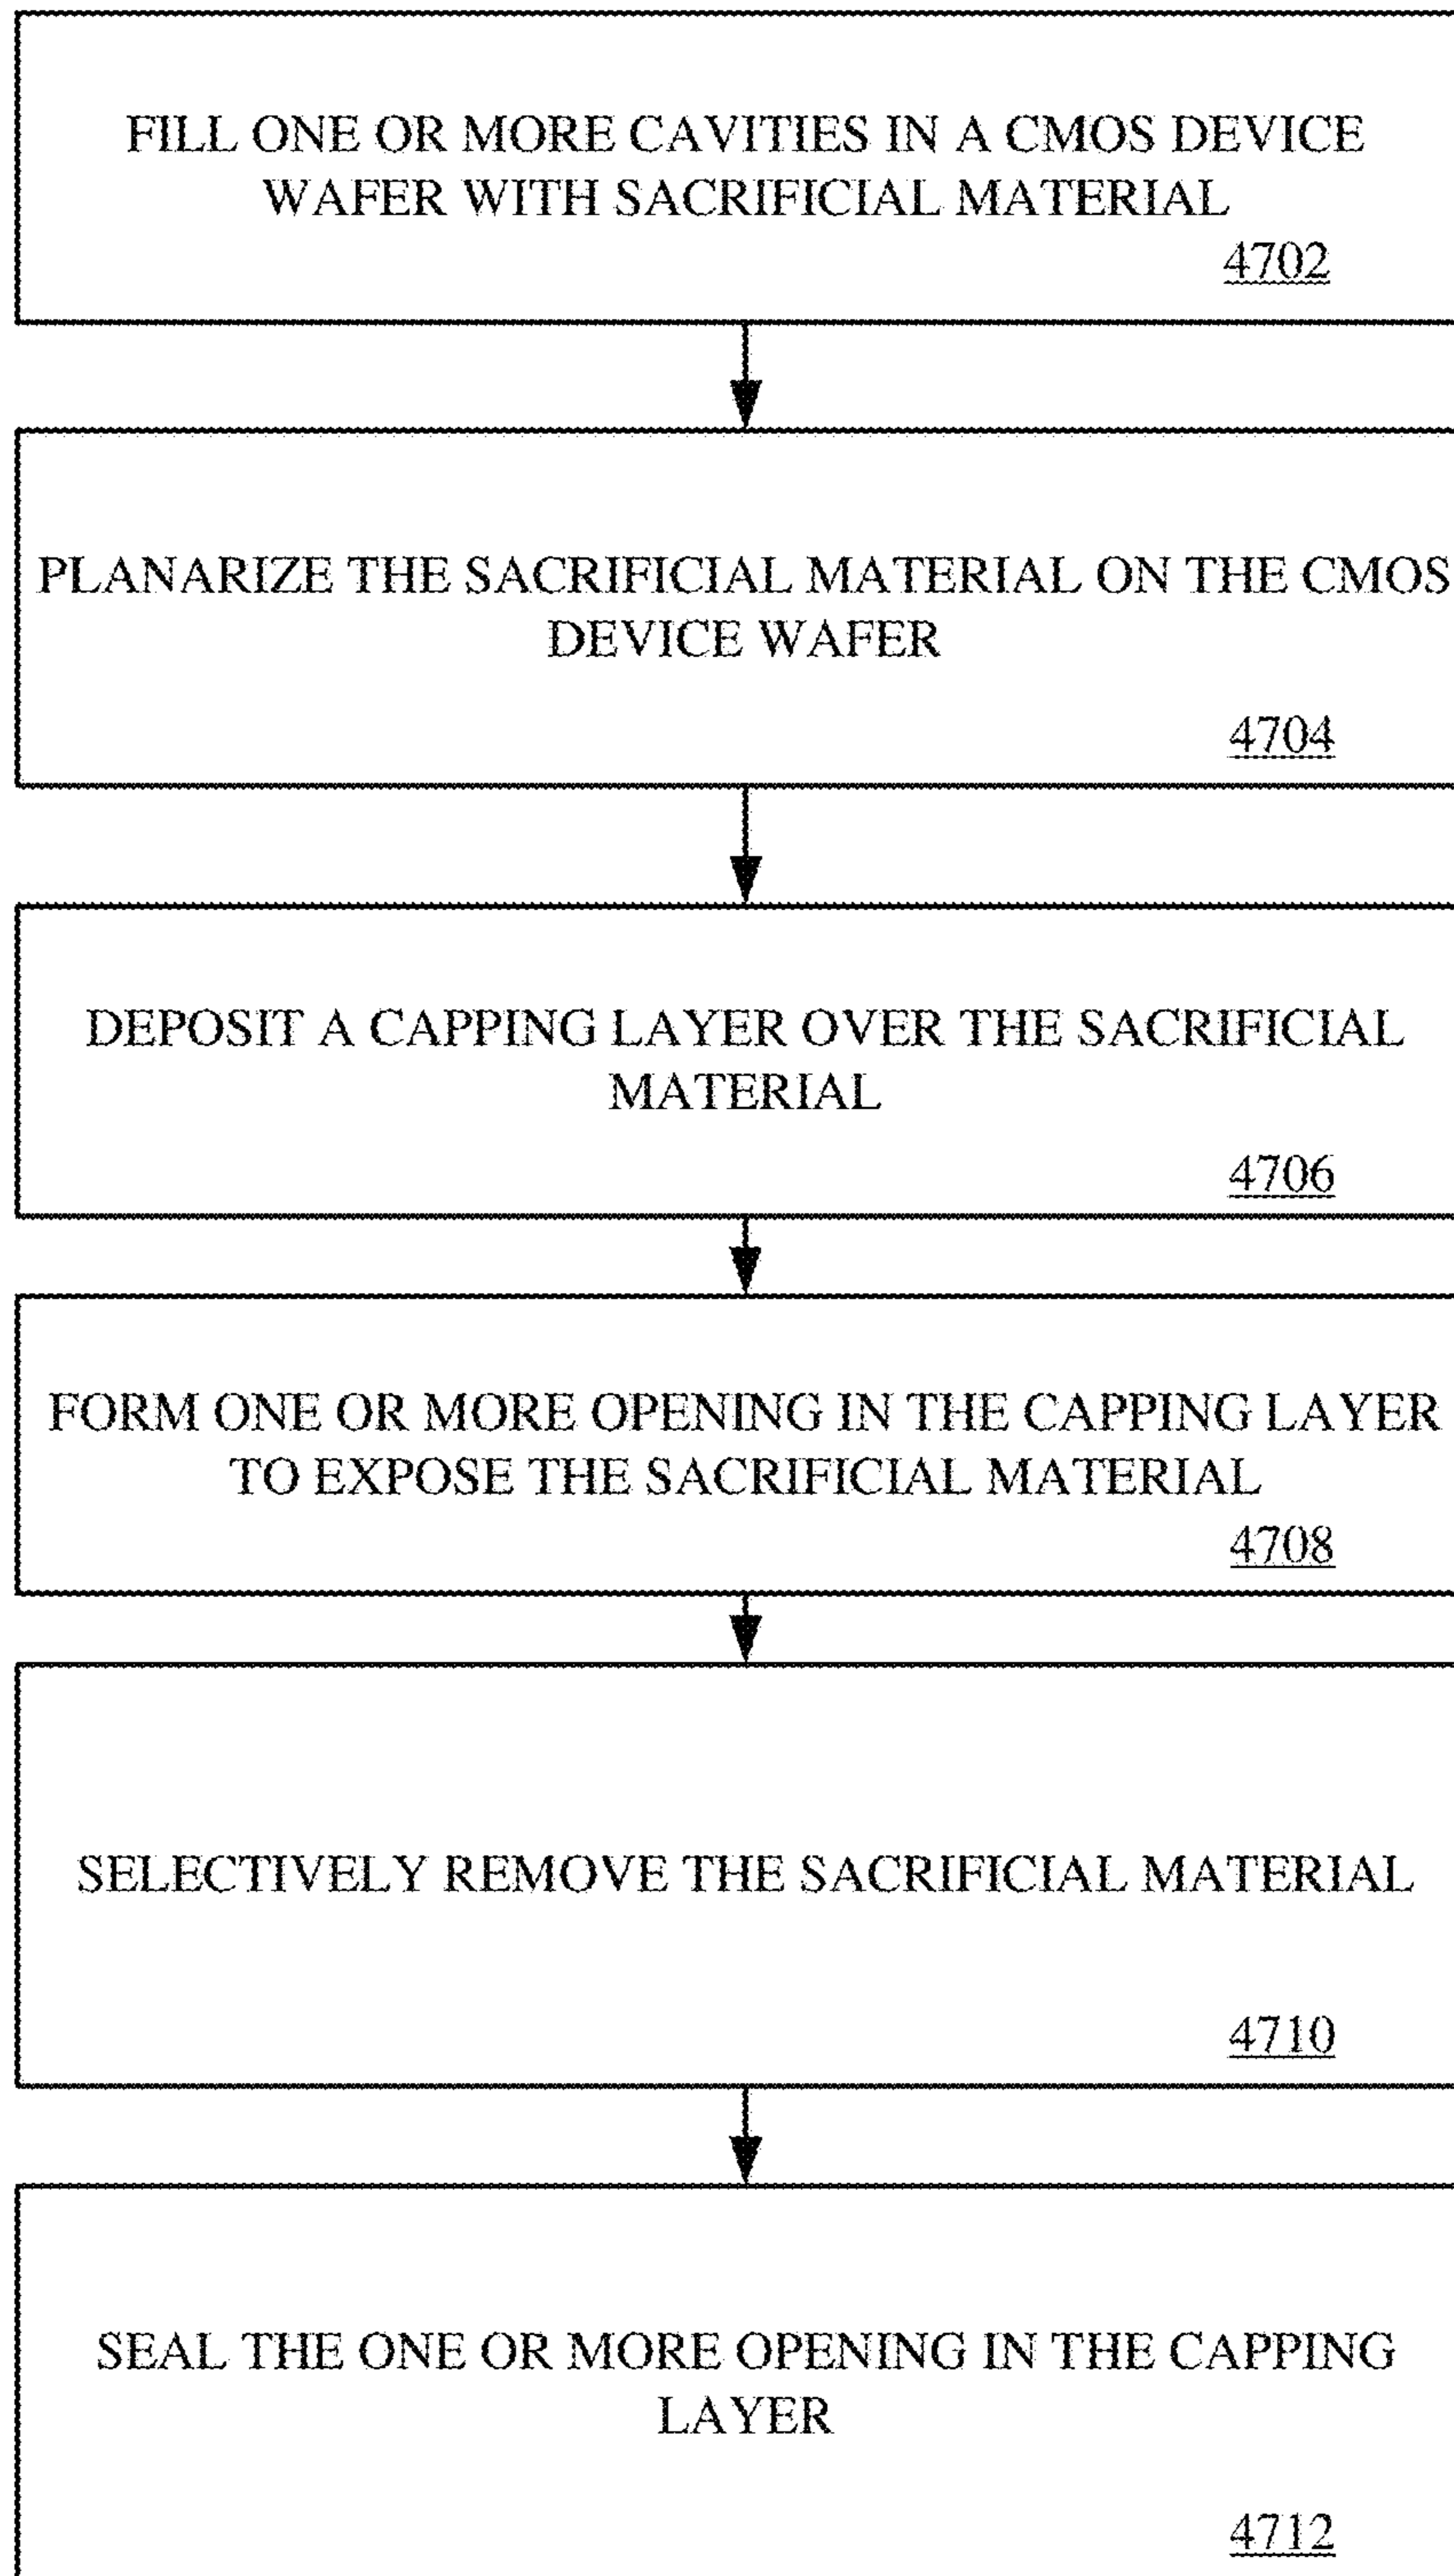 FILL ONE OR MORE CAVITIES IN A CMOS DEVICE
WAFER WITH SACRIFICIAL MATERIAL
4702
PLANARIZE THE SACRIFICIAL MATERIAL ON THE CMOS
DEVICE WAFER
4704
DEPOSIT A CAPPING LAYER OVER THE SACRIFICIAL
MATERIAL
4706
FORM ONE OR MORE OPENING IN THE CAPPING LAYER
TO EXPOSE THE SACRIFICIAL MATERIAL
4708
SELECTIVELY REMOVE THE SACRIFICIAL MATERIAL
4710
SEAL THE ONE OR MORE OPENING IN THE CAPPING
LAYER
4712